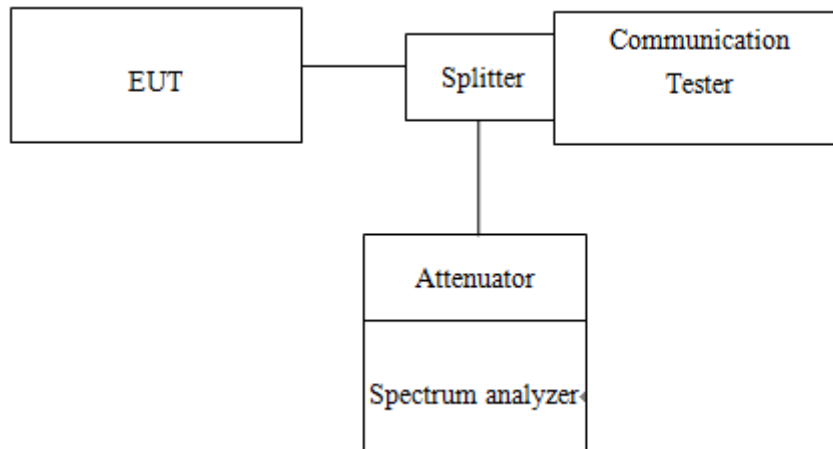 EUT
Splitter
Communication
Tester
Attenuator
Spectrum analyzer